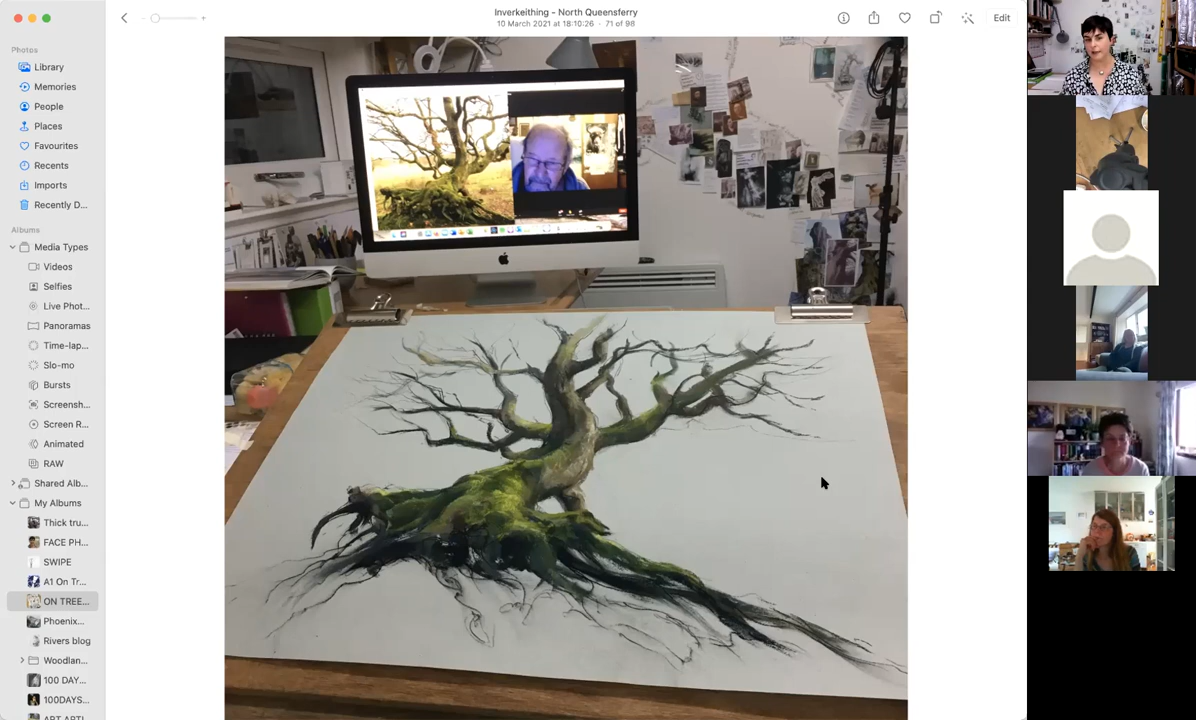 Inverkeithing - North Queensferry
10 March 2021 at 18:10:26 · 71 of 98
Edit
Photos
Library
Memories
People
Places
Favourites
Recents
Imports
Recently D...
Albums
Media Types
Videos
Selfies
Live Phot...
Panoramas
Time-lap...
Slo-mo
Bursts
Screensh...
Screen R...
Animated
RAW
Shared Alb...
My Albums
Thick tru...
FACE PH...
SWIPE
A1 On Tr...
ON TREE...
Phoenix...
Rivers blog
Woodlan...
100 DAY...
100DAYS...